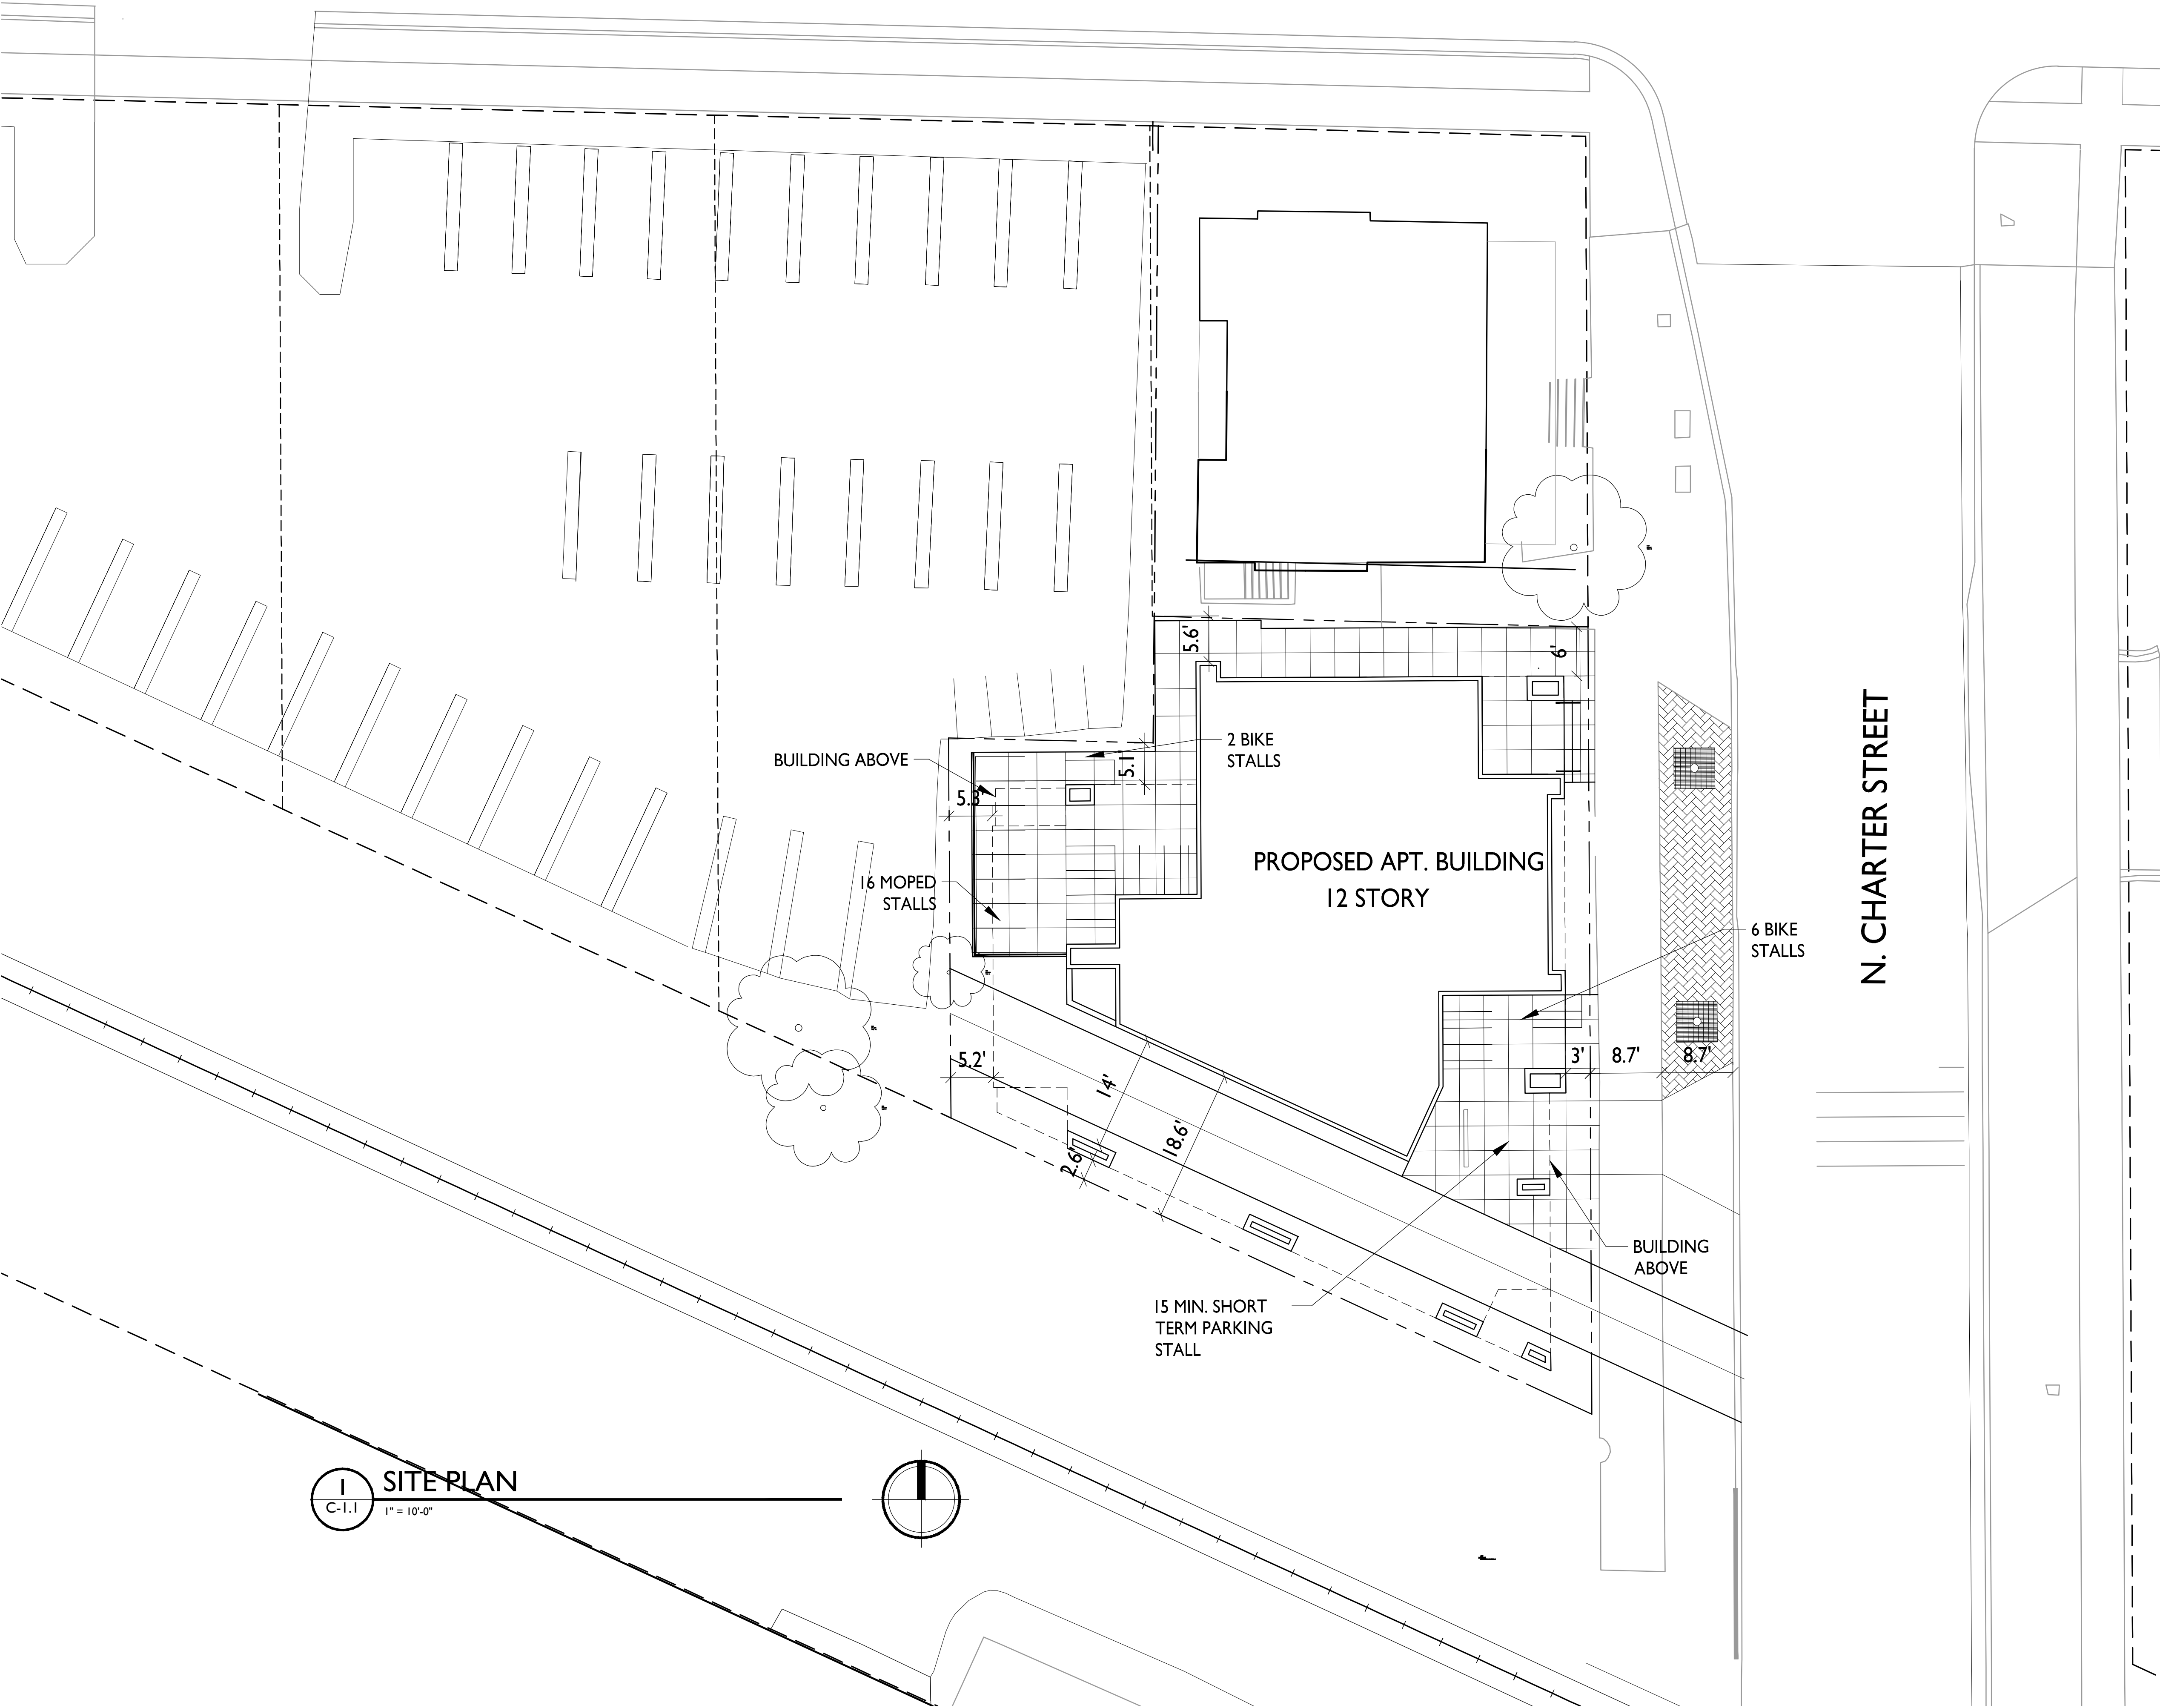 5.6'
6'
2 BIKE
STALLS
BUILDING ABOVE
5.1'
5.3'
PROPOSED APT. BUILDING
12 STORY
16 MOPED
STALLS
N. CHARTER STREET
6 BIKE
STALLS
5.2'
14'
3'
8.7'
8.7'
18.6'
2.6'
BUILDING
ABOVE
15 MIN. SHORT
TERM PARKING
STALL
1
C-1.1
SITE PLAN
1" = 10'-0"